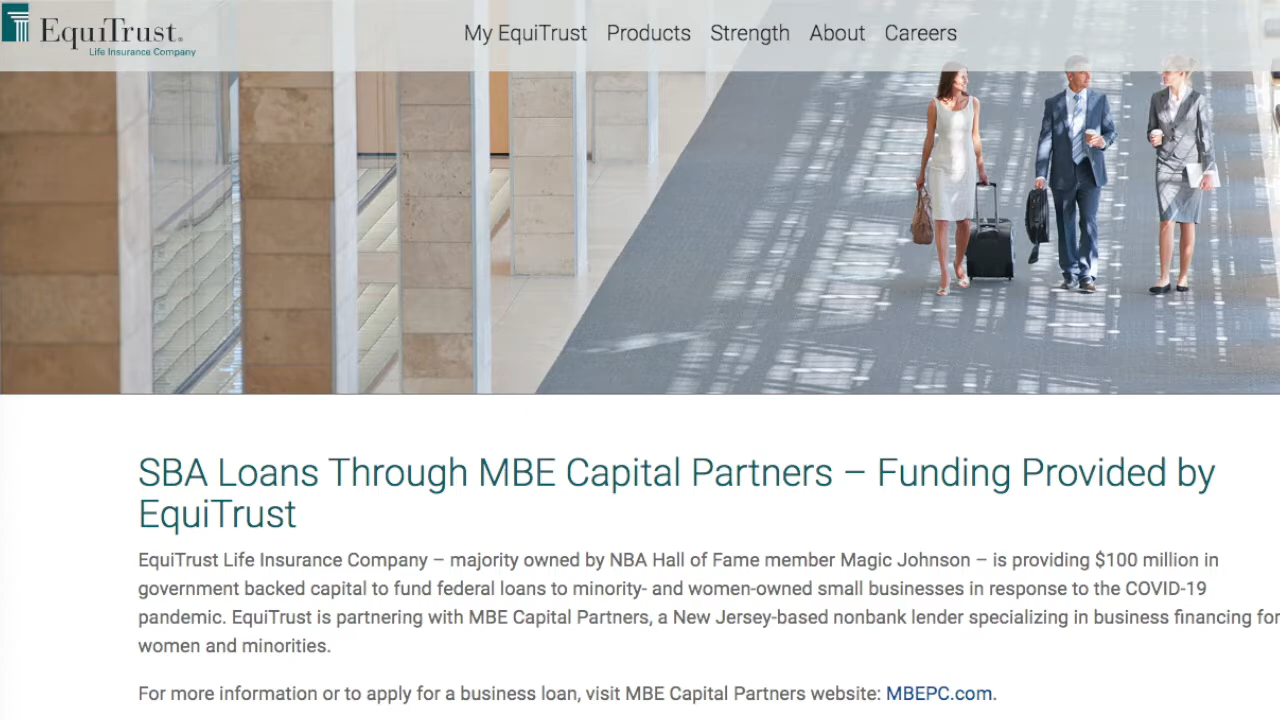 EquiTrust®
Life Insurance Company
My EquiTrust Products Strength About Careers
SBA Loans Through MBE Capital Partners – Funding Provided by
EquiTrust
EquiTrust Life Insurance Company – majority owned by NBA Hall of Fame member Magic Johnson – is providing $100 million in
government backed capital to fund federal loans to minority- and women-owned small businesses in response to the COVID-19
pandemic. EquiTrust is partnering with MBE Capital Partners, a New Jersey-based nonbank lender specializing in business financing for
women and minorities.
For more information or to apply for a business loan, visit MBE Capital Partners website: MBEPC.com.